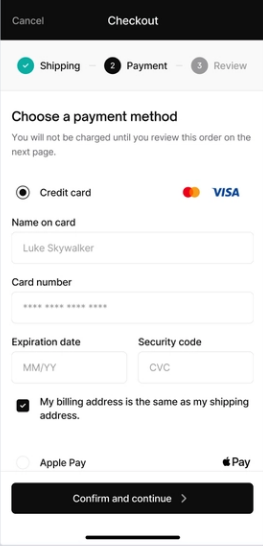 Cancel Checkout
Shipping 2 Payment 3 Review
Choose a payment method
You will not be charged until you review this order on the
next page.
Credit card VISA
Name on card
Luke Skywalker
Card number
**** **** **** ****
Expiration date Security code
MM/YY CVC
My billing address is the same as my shipping
address.
Apple Pay Pay
Confirm and continue